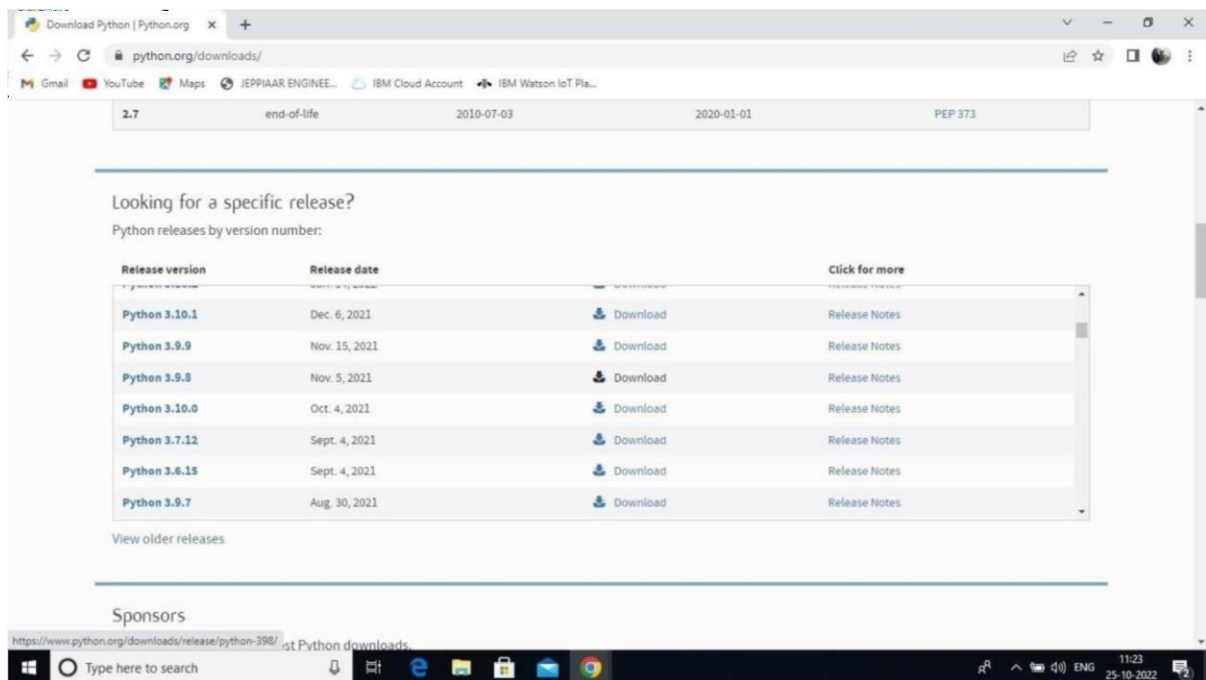 Download Python | Python.org
python.org/downloads/
Gmail YouTube Maps JEPPIAAR ENGINEE... IBM Cloud Account IBM Watson IoT Pla...
2.7 end-of-life 2010-07-03 2020-01-01 PEP 373
Looking for a specific release?
Python releases by version number:
Release version Release date Click for more
Python 3.10.1 Dec. 6, 2021 Download Release Notes
Python 3.9.9 Nov. 15, 2021 Download Release Notes
Python 3.9.8 Nov. 5, 2021 Download Release Notes
Python 3.10.0 Oct. 4, 2021 Download Release Notes
Python 3.7.12 Sept. 4, 2021 Download Release Notes
Python 3.6.15 Sept. 4, 2021 Download Release Notes
Python 3.9.7 Aug. 30, 2021 Download Release Notes
View older releases
Sponsors
https://www.python.org/downloads/release/python-398/ st Python downloads.
Type here to search ENG 11:23
25-10-2022